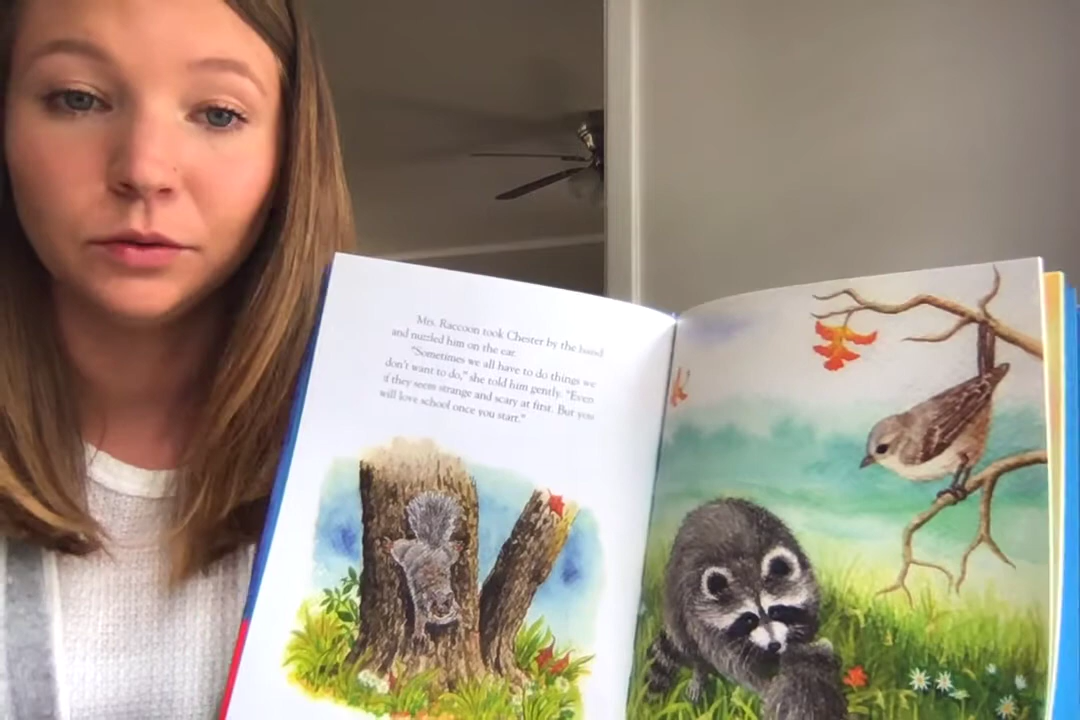 Mrs. Raccoon took Chester by the hand
and nuzzled him on the ear.
"Sometimes we all have to do things we
don't want to do," she told him gently. "Even
if they seem strange and scary at first. But you
will love school once you start."